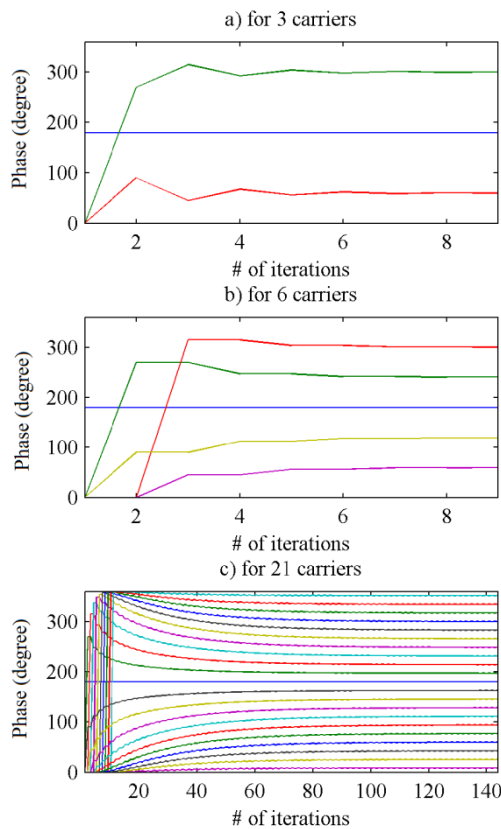 a) for 3 carriers
Phase (degree)
300
200
100
0
2 4 6 8
# of iterations
b) for 6 carriers
Phase (degree)
300
200
100
0
2 4 6 8
# of iterations
c) for 21 carriers
Phase (degree)
300
200
100
0
20 40 60 80 100 120 140
# of iterations